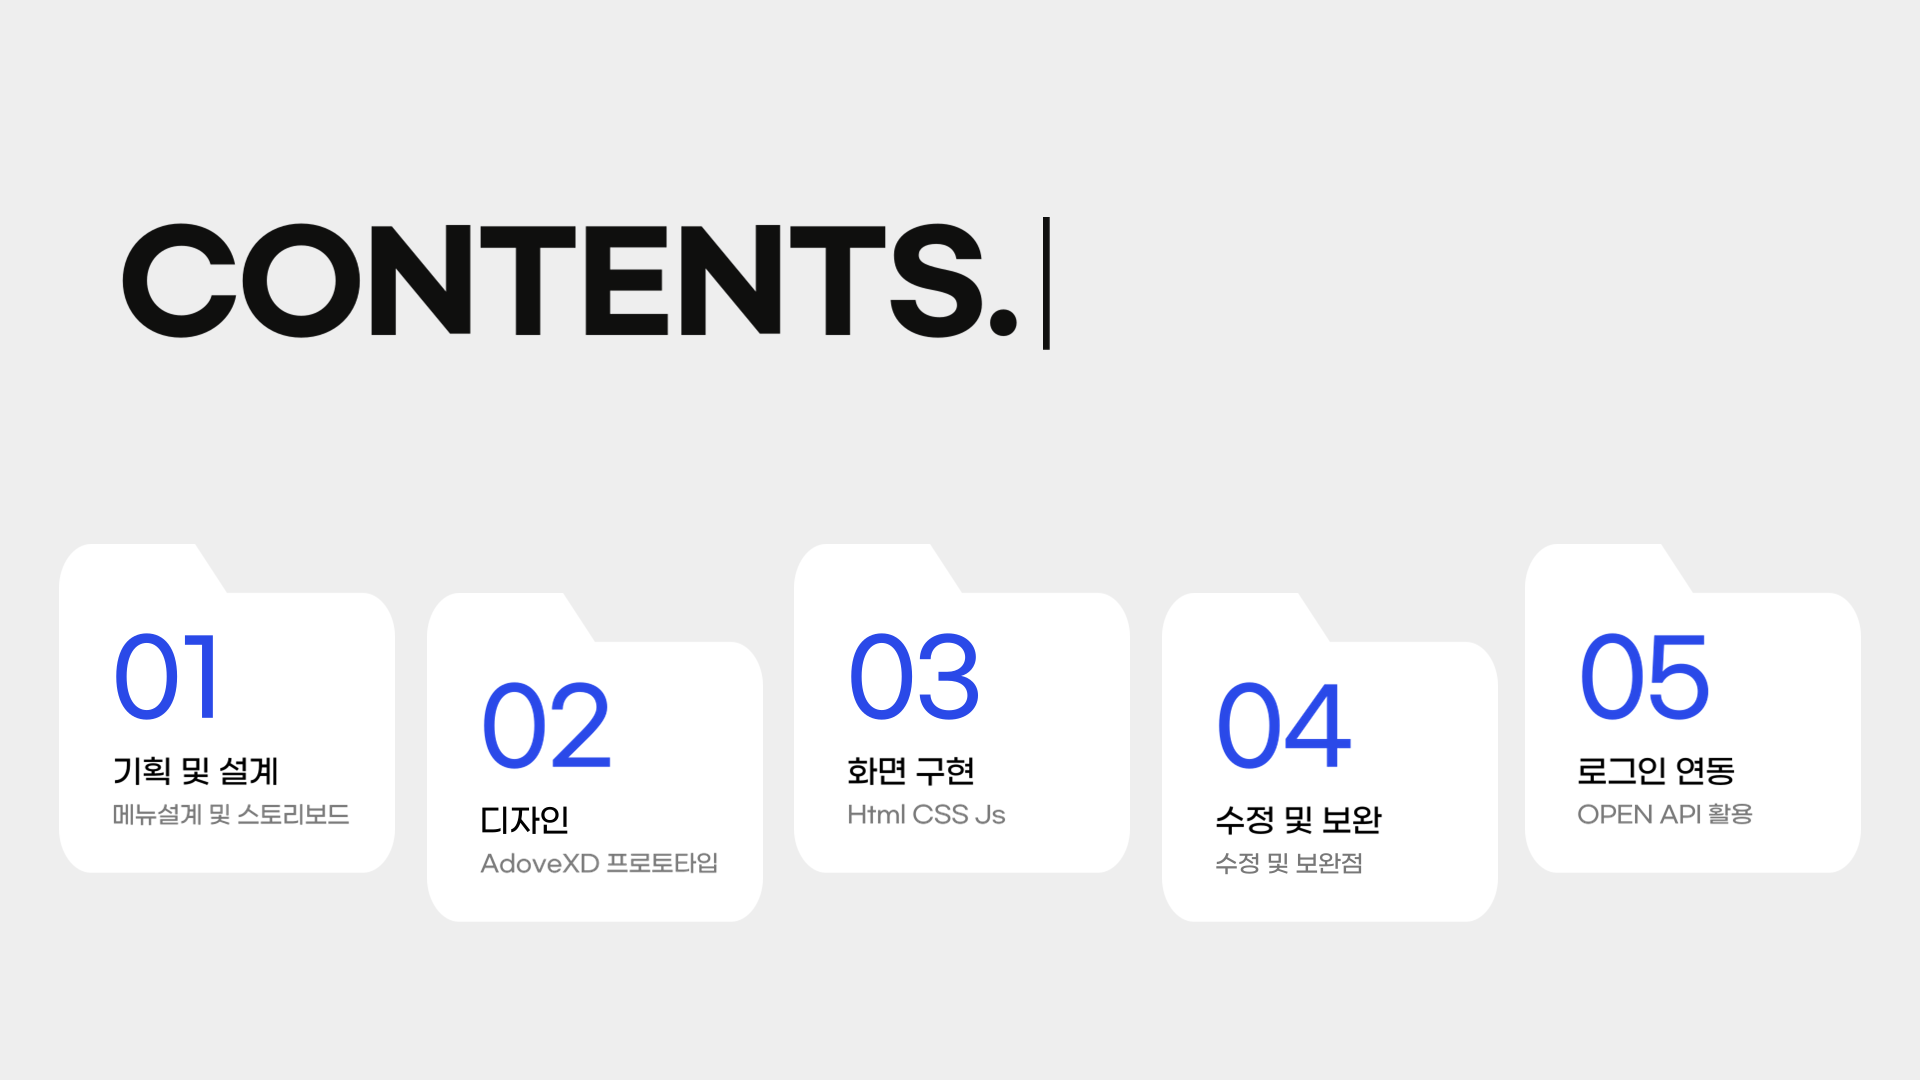 CONTENTS.
01
기획 및 설계
메뉴설계 및 스토리보드
02
디자인
AdoveXD 프로토타입
03
화면 구현
Html CSS Js
04
수정 및 보완
수정 및 보완점
05
로그인 연동
OPEN API 활용